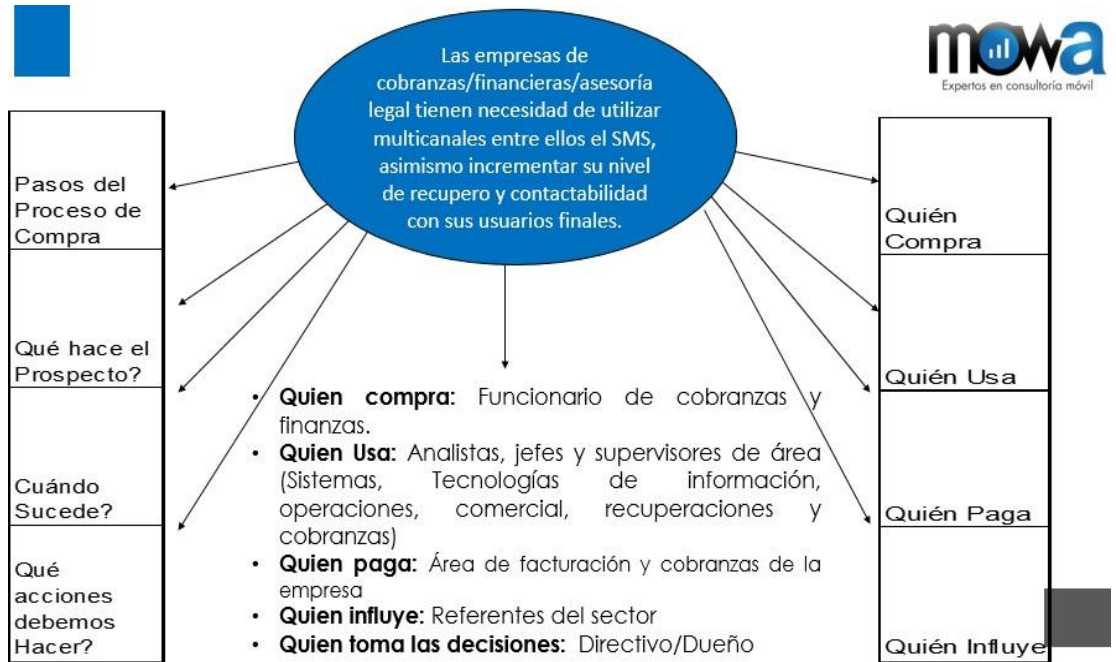 Las empresas de
cobranzas/financieras/asesoría
legal tienen necesidad de utilizar
multicanales entre ellos el SMS,
asimismo incrementar su nivel
de recupero y contactabilidad
con sus usuarios finales.
mowa
Expertos en consultoría móvil
Pasos del
Proceso de
Compra
Qué hace el
Prospecto?
Cuándo
Sucede?
Qué
acciones
debemos
Hacer?
• Quien compra: Funcionario de cobranzas y
finanzas.
• Quien Usa: Analistas, jefes y supervisores de área
(Sistemas, Tecnologías de información,
operaciones, comercial, recuperaciones y
cobranzas)
• Quien paga: Área de facturación y cobranzas de la
empresa
• Quien influye: Referentes del sector
• Quien toma las decisiones: Directivo/Dueño
Quién
Compra
Quién Usa
Quién Paga
Quién Influye